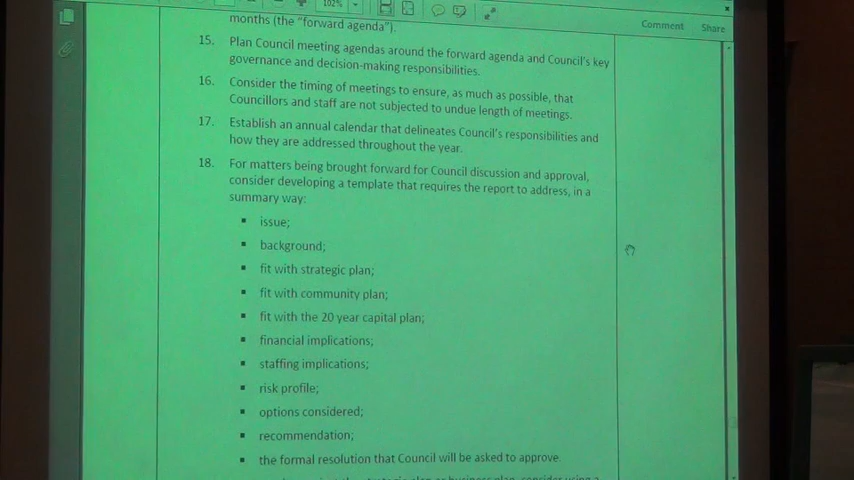 102%
Comment Share
months (the “forward agenda”).
15. Plan Council meeting agendas around the forward agenda and Council’s key
governance and decision-making responsibilities.
16. Consider the timing of meetings to ensure, as much as possible, that
Councillors and staff are not subjected to undue length of meetings.
17. Establish an annual calendar that delineates Council’s responsibilities and
how they are addressed throughout the year.
18. For matters being brought forward for Council discussion and approval,
consider developing a template that requires the report to address, in a
summary way:
▪ issue;
▪ background;
▪ fit with strategic plan;
▪ fit with community plan;
▪ fit with the 20 year capital plan;
▪ financial implications;
▪ staffing implications;
▪ risk profile;
▪ options considered;
▪ recommendation;
▪ the formal resolution that Council will be asked to approve.